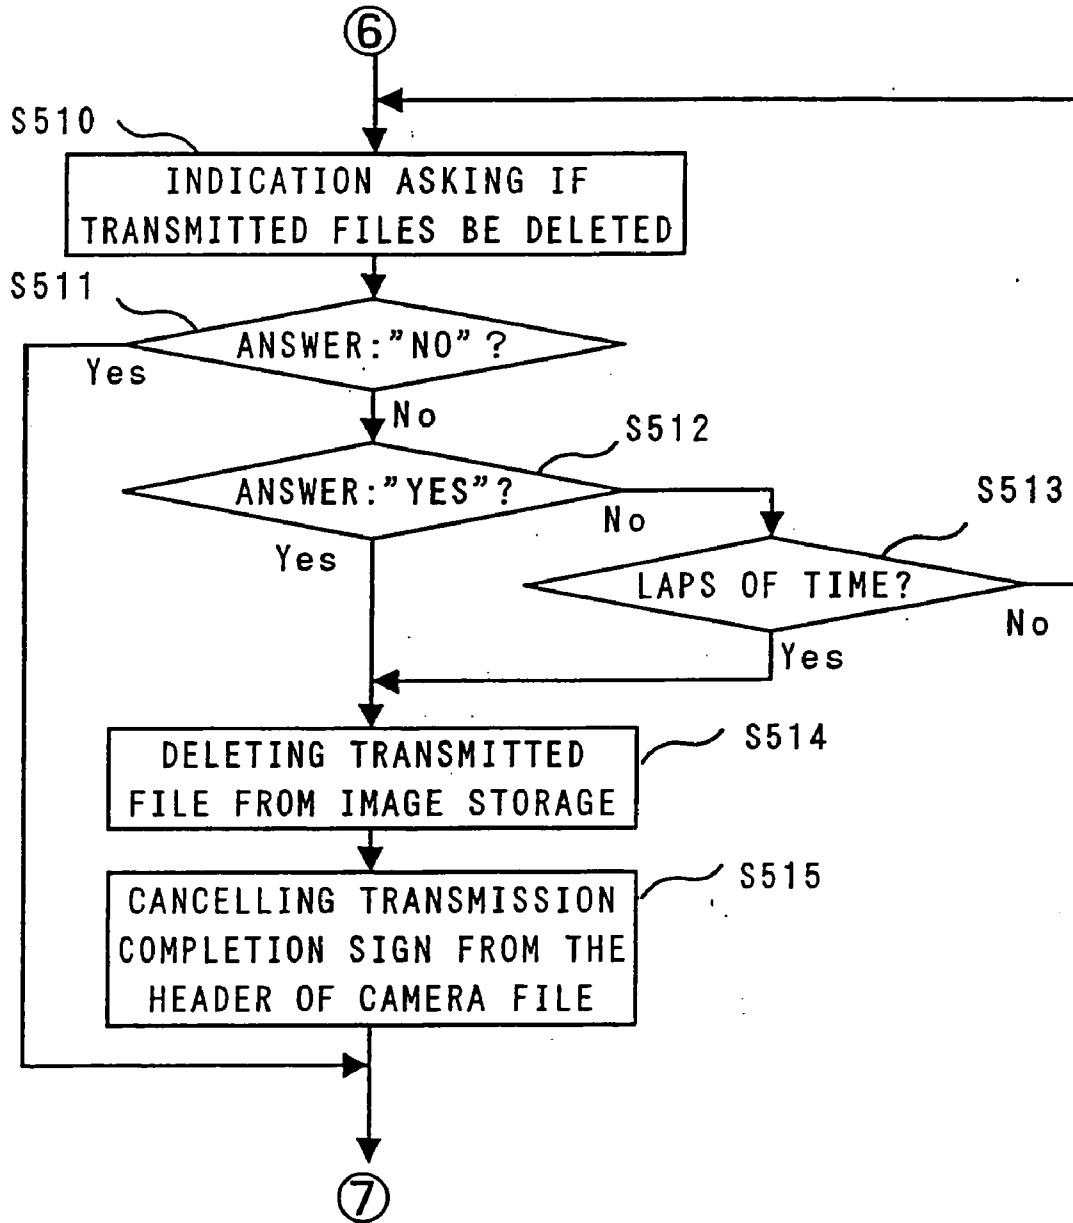 ⑥
S510
INDICATION ASKING IF
TRANSMITTED FILES BE DELETED
S511
ANSWER:"NO"?
Yes
No
S512
ANSWER:"YES"?
No
S513
Yes
LAPS OF TIME?
No
Yes
S514
DELETING TRANSMITTED
FILE FROM IMAGE STORAGE
S515
CANCELLING TRANSMISSION
COMPLETION SIGN FROM THE
HEADER OF CAMERA FILE
⑦